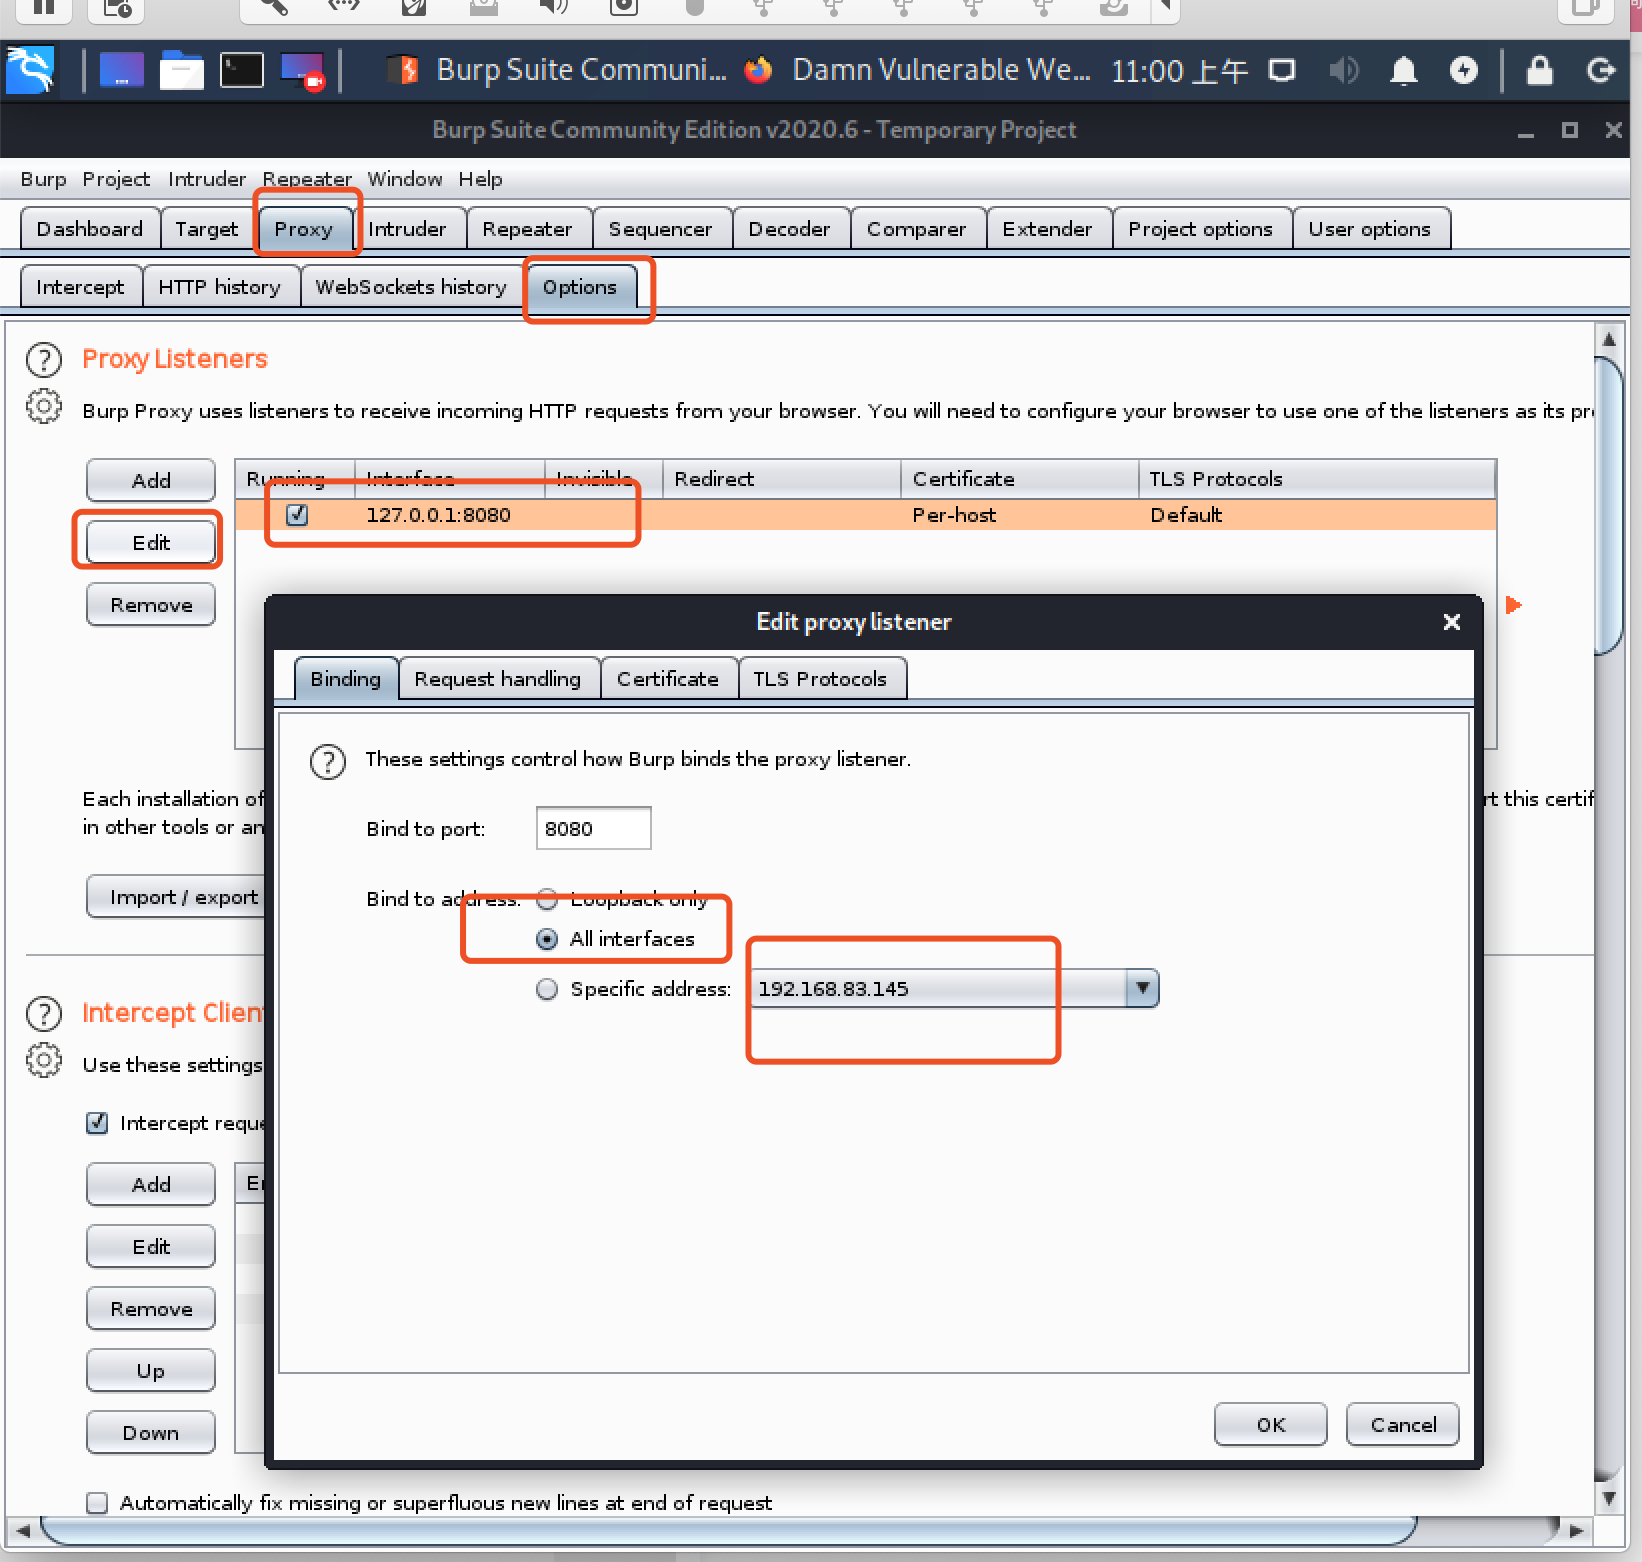 Burp Suite Communi... Damn Vulnerable We... 11:00 上午
Burp Suite Community Edition v2020.6 - Temporary Project
Burp Project Intruder Repeater Window Help
Dashboard Target Proxy Intruder Repeater Sequencer Decoder Comparer Extender Project options User options
Intercept HTTP history WebSockets history Options
Proxy Listeners
Burp Proxy uses listeners to receive incoming HTTP requests from your browser. You will need to configure your browser to use one of the listeners as its pr
Add Running Interface Invisible Redirect Certificate TLS Protocols
127.0.0.1:8080 Per-host Default
Edit
Remove
Edit proxy listener
Binding Request handling Certificate TLS Protocols
These settings control how Burp binds the proxy listener.
Each installation of rt this certif
in other tools or an
Bind to port: 8080
Import / export
Bind to address: Loopback only
All interfaces
Specific address: 192.168.83.145
Intercept Clien
Use these settings
Intercept reque
Add
Edit
Remove
Up
Down
OK Cancel
Automatically fix missing or superfluous new lines at end of request